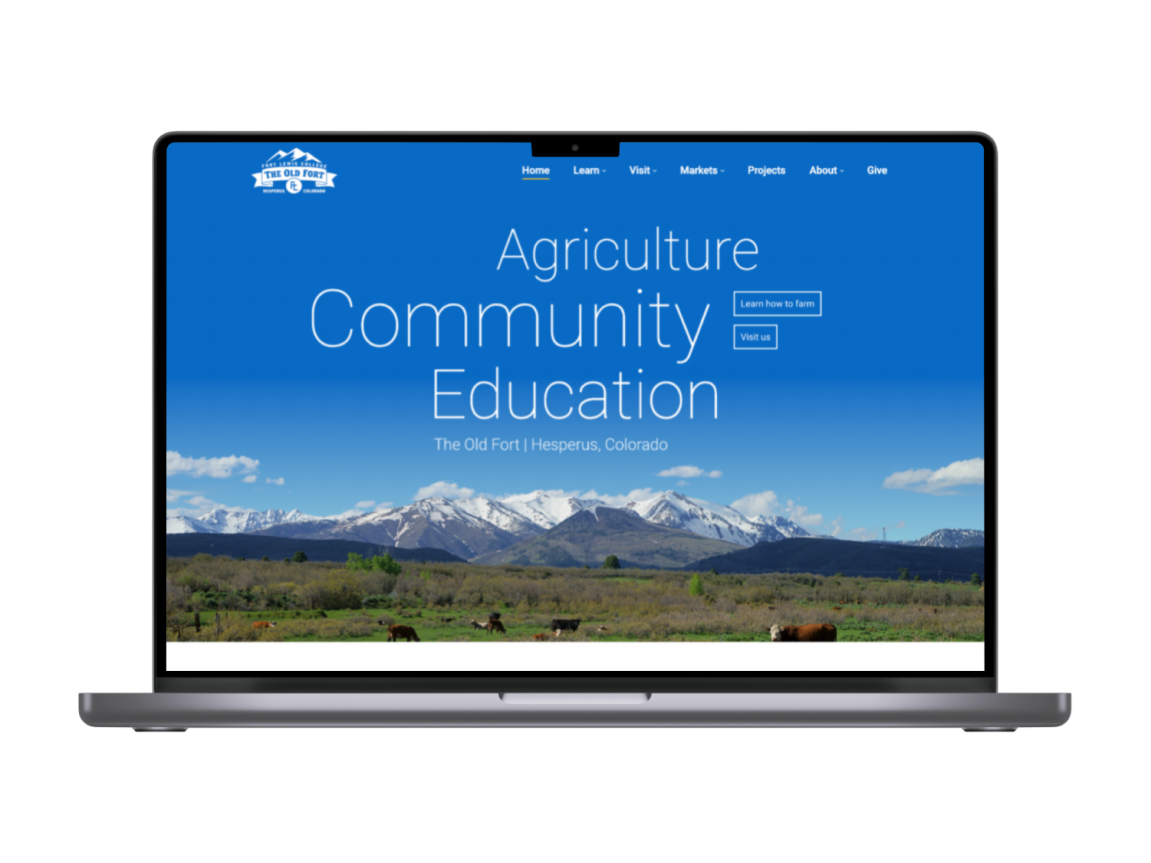 FORT LEWIS COLLEGE
THE OLD FORT
HESPERUS COLORADO
Home Learn Visit Markets Projects About Give
Agriculture
Community
Learn how to farm
Visit us
Education
The Old Fort | Hesperus, Colorado